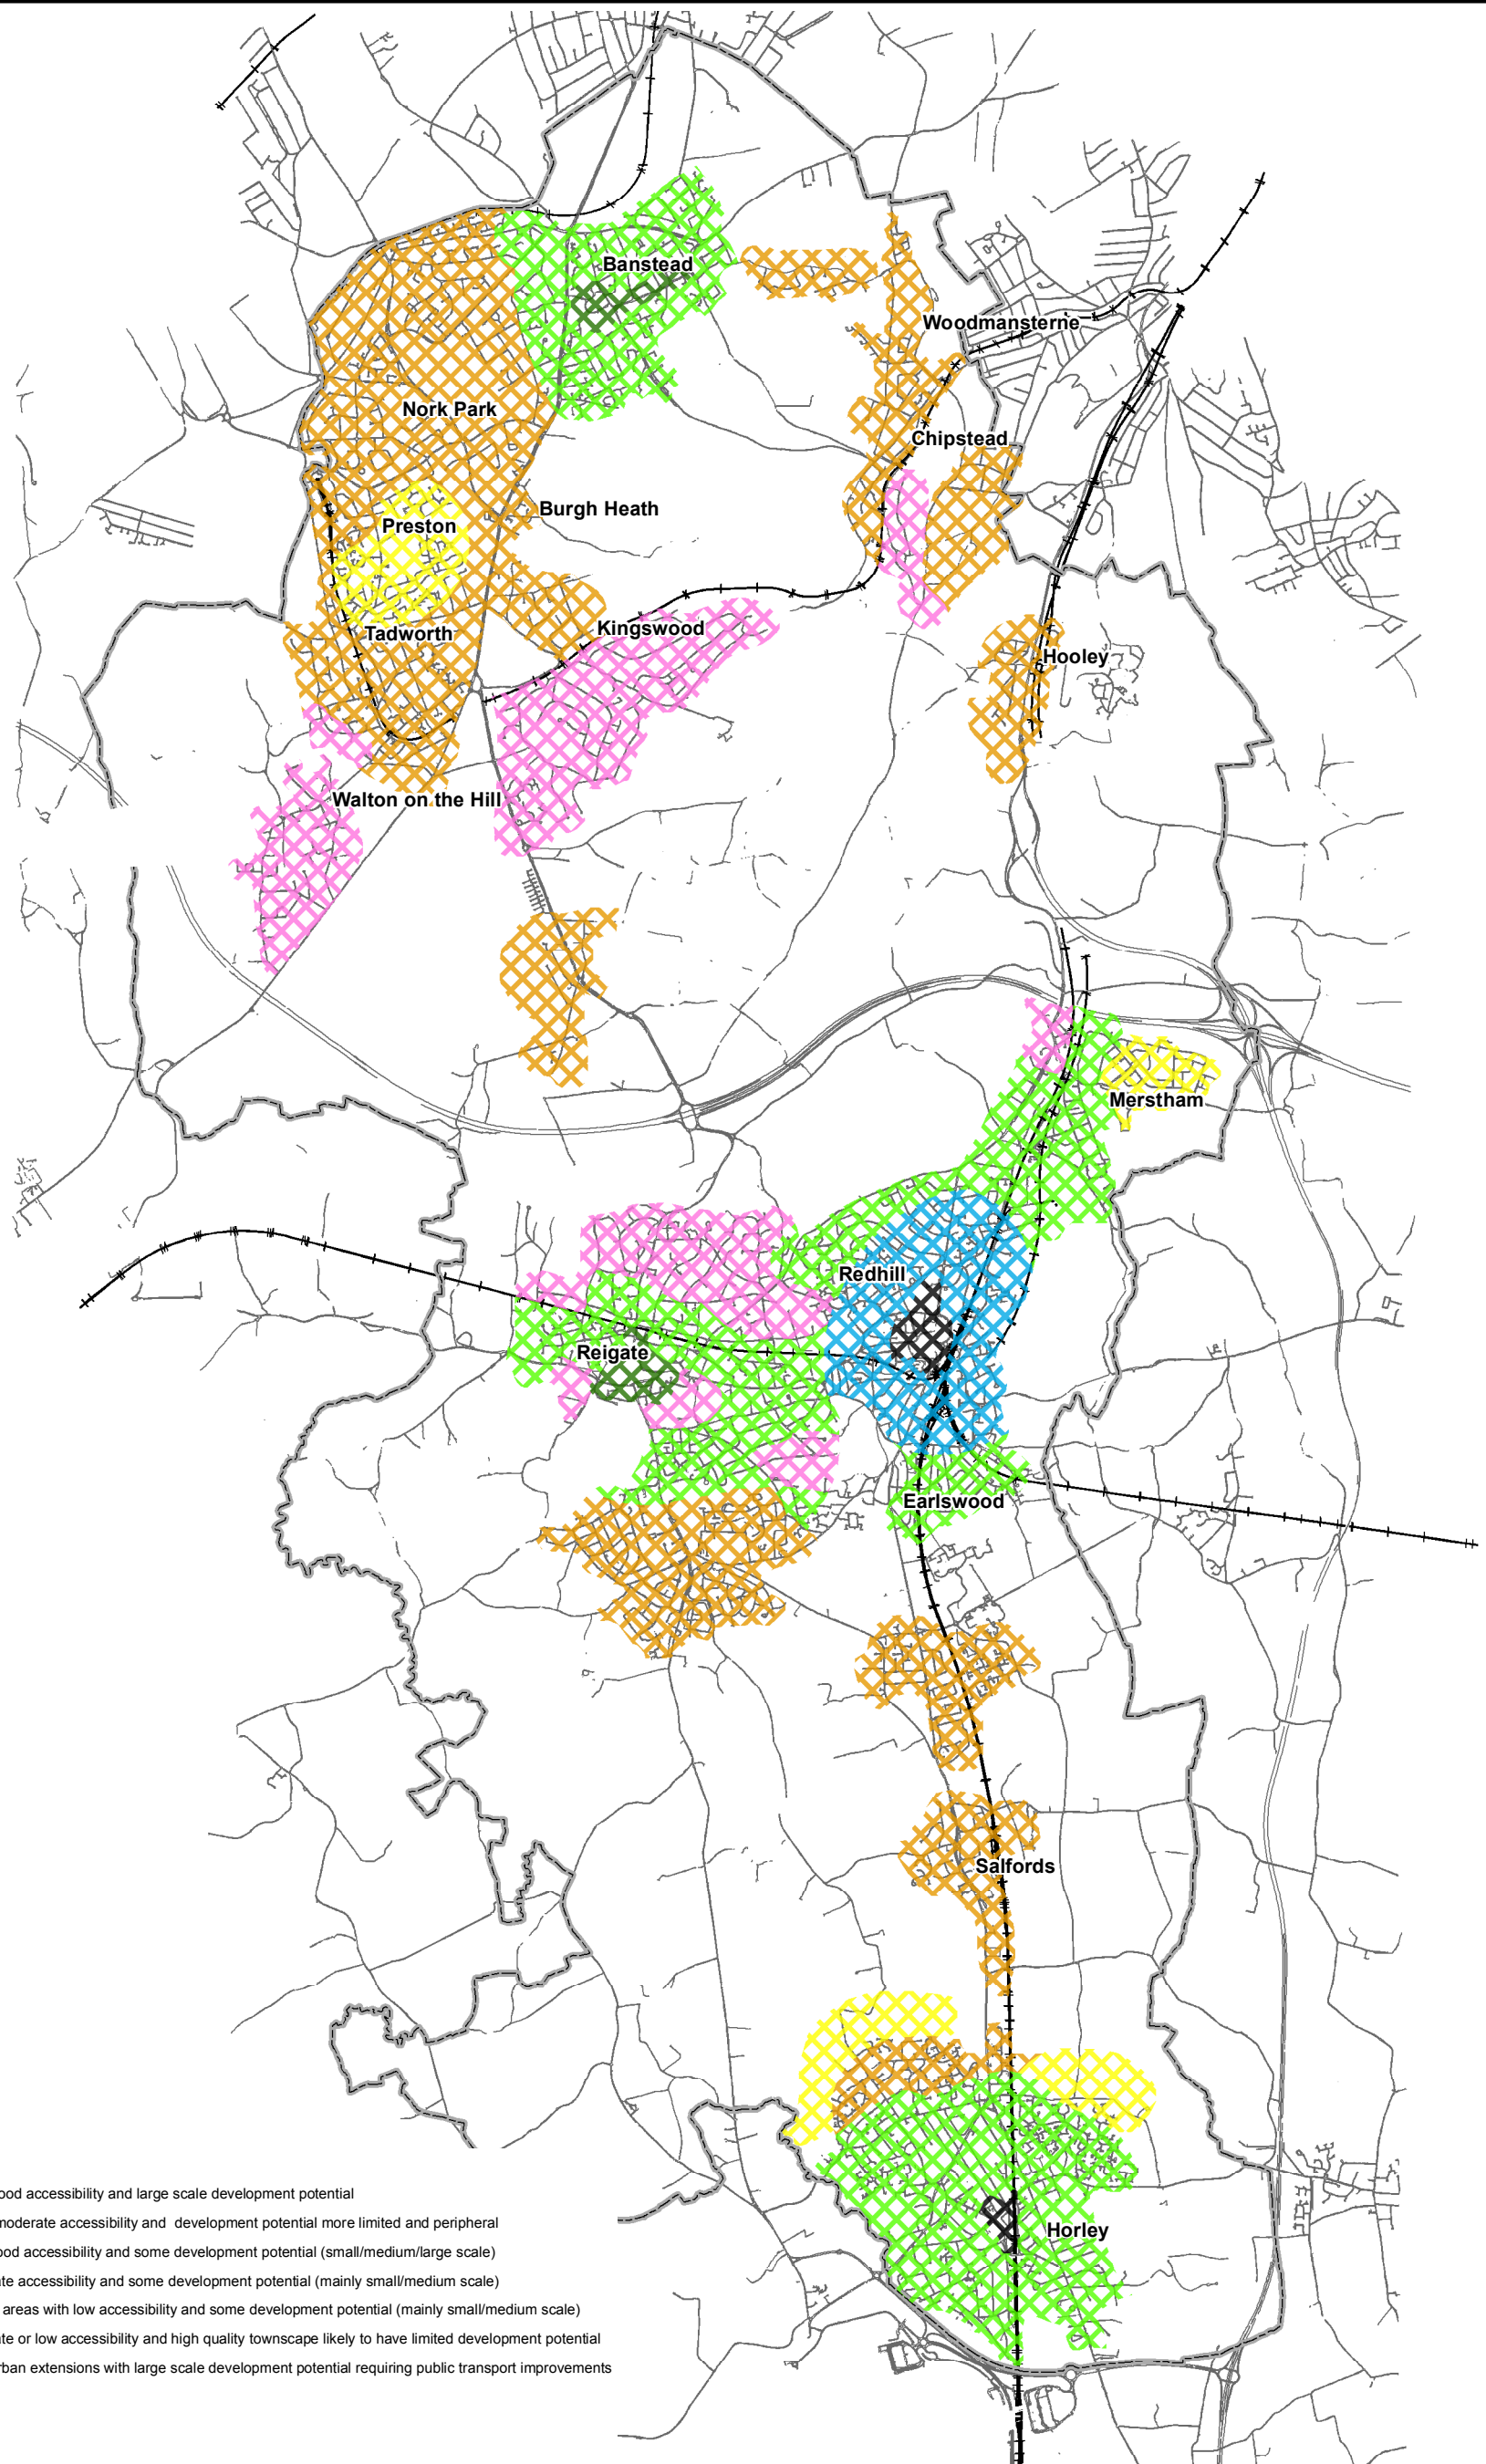 Banstead
Woodmansterne
Nork Park
Chipstead
Burgh Heath
Preston
Kingswood
Tadworth
Hooley
Walton on the Hill
Merstham
Redhill
Reigate
Earlswood
Salfords
Horley
ood accessibility and large scale development potential
moderate accessibility and development potential more limited and peripheral
ood accessibility and some development potential (small/medium/large scale)
te accessibility and some development potential (mainly small/medium scale)
areas with low accessibility and some development potential (mainly small/medium scale)
te or low accessibility and high quality townscape likely to have limited development potential
rban extensions with large scale development potential requiring public transport improvements